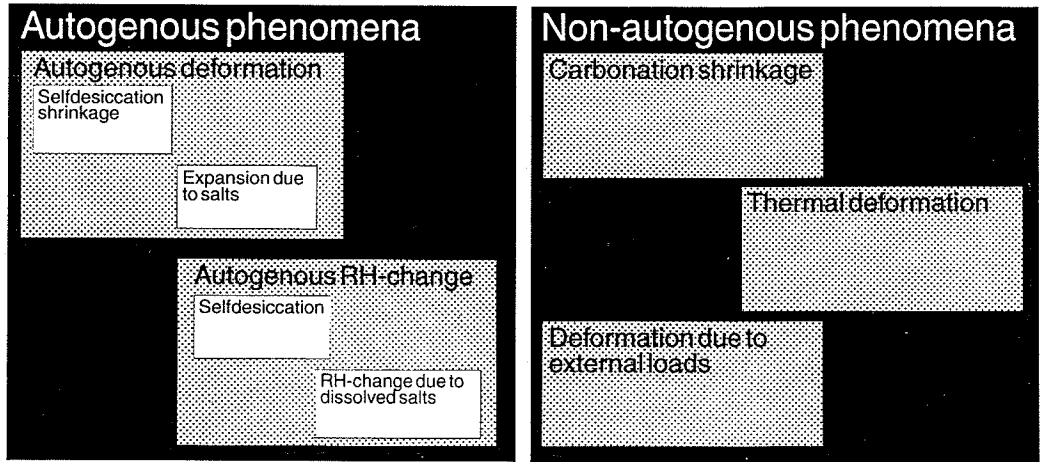 Autogenous phenomena
Autogenous deformation
Selfdesiccation
shrinkage
Expansion due
to salts
Autogenous RH-change
Selfdesiccation
RH-change due to
dissolved salts
Non-autogenous phenomena
Carbonation shrinkage
Thermal deformation
Deformation due to
external loads